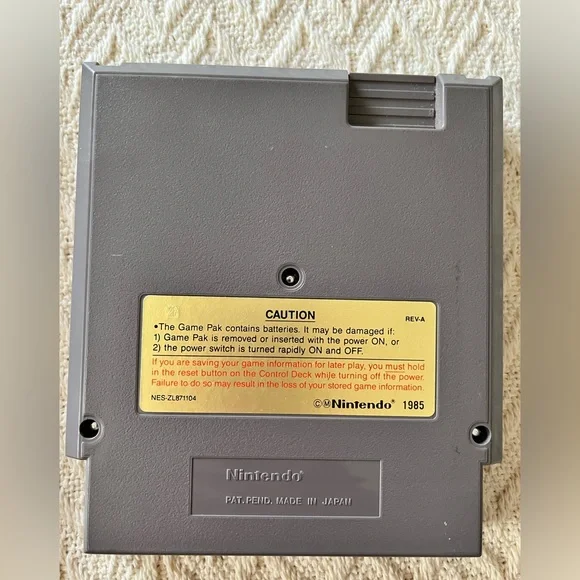 CAUTION
REV-A
•The Game Pak contains batteries. It may be damaged if:
1) Game Pak is removed or inserted with the power ON, or
2) the power switch is turned rapidly ON and OFF.
If you are saving your game information for later play, you must hold
in the reset button on the Control Deck while turning off the power.
Failure to do so may result in the loss of your stored game information.
NES-ZL871104
©Ⓜ Nintendo® 1985
Nintendo®
PAT. PEND. MADE IN JAPAN